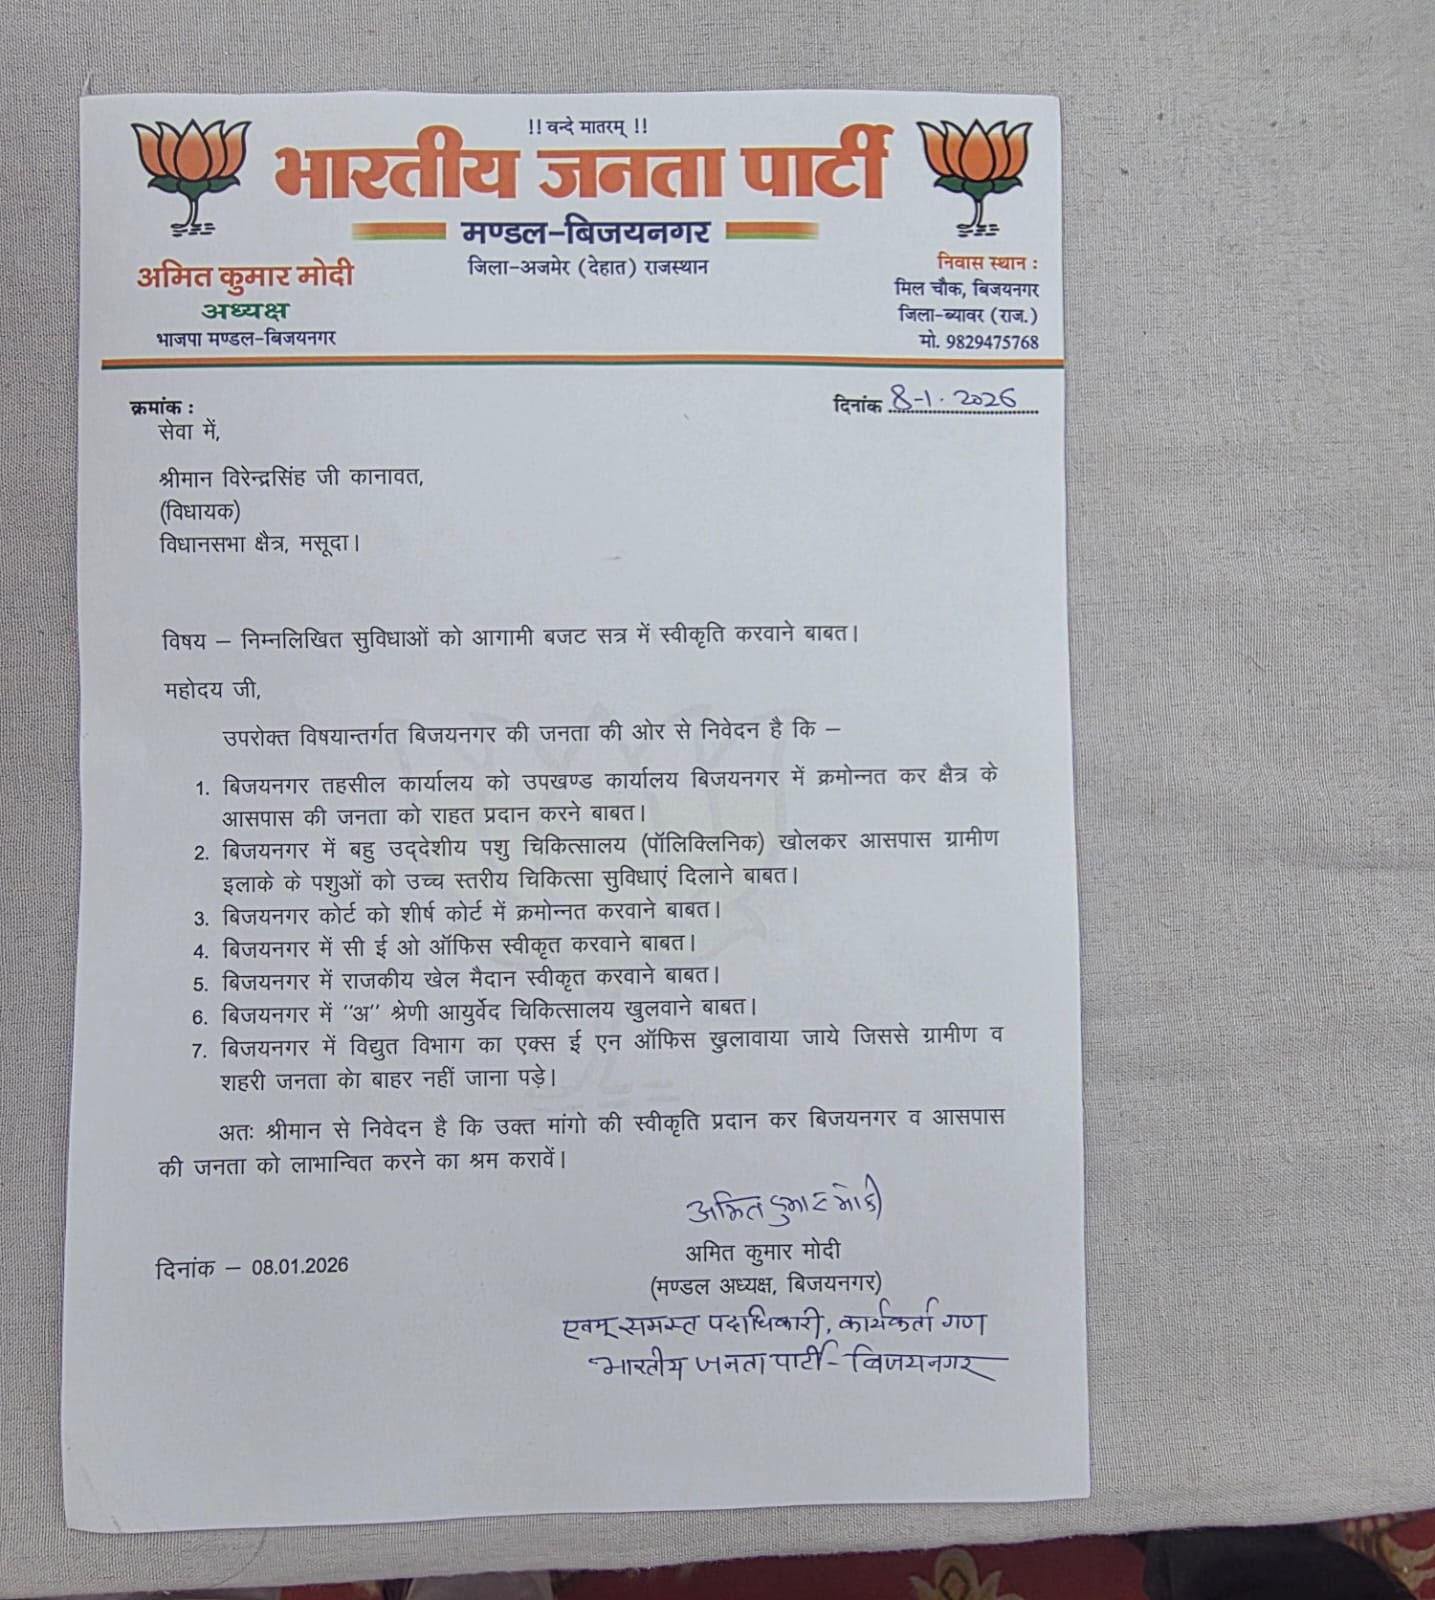 !! वन्दे मातरम् !!
भारतीय जनता पार्टी
मण्डल-बिजयनगर
जिला-अजमेर (देहात) राजस्थान
अमित कुमार मोदी
अध्यक्ष
भाजपा मण्डल-बिजयनगर
निवास स्थान :
मिल चौक, बिजयनगर
जिला-ब्यावर (राज.)
मो. 9829475768
क्रमांक :
दिनांक 8-1.2026
सेवा में,
श्रीमान विरेन्द्रसिंह जी कानावत,
(विधायक)
विधानसभा क्षैत्र, मसूदा।
विषय – निम्नलिखित सुविधाओं को आगामी बजट सत्र में स्वीकृति करवाने बाबत।
महोदय जी,
उपरोक्त विषयान्तर्गत बिजयनगर की जनता की ओर से निवेदन है कि –
1. बिजयनगर तहसील कार्यालय को उपखण्ड कार्यालय बिजयनगर में क्रमोन्नत कर क्षैत्र के
आसपास की जनता को राहत प्रदान करने बाबत।
2. बिजयनगर में बहु उद्‌देशीय पशु चिकित्सालय (पॉलिक्लिनिक) खोलकर आसपास ग्रामीण
इलाके के पशुओं को उच्च स्तरीय चिकित्सा सुविधाएं दिलाने बाबत।
3. बिजयनगर कोर्ट को शीर्ष कोर्ट में क्रमोन्नत करवाने बाबत।
4. बिजयनगर में सी ई ओ ऑफिस स्वीकृत करवाने बाबत।
5. बिजयनगर में राजकीय खेल मैदान स्वीकृत करवाने बाबत।
6. बिजयनगर में "अ" श्रेणी आयुर्वेद चिकित्सालय खुलवाने बाबत।
7. बिजयनगर में विद्युत विभाग का एक्स ई एन ऑफिस खुलावाया जाये जिससे ग्रामीण व
शहरी जनता केा बाहर नहीं जाना पड़े।
अतः श्रीमान से निवेदन है कि उक्त मांगो की स्वीकृति प्रदान कर बिजयनगर व आसपास
की जनता को लाभान्वित करने का श्रम करावें।
अमित कुमार मोदी
दिनांक – 08.01.2026
अमित कुमार मोदी
(मण्डल अध्यक्ष, बिजयनगर)
एवम् समस्त पदाधिकारी, कार्यकर्ता गण
भारतीय जनता पार्टी - बिजयनगर